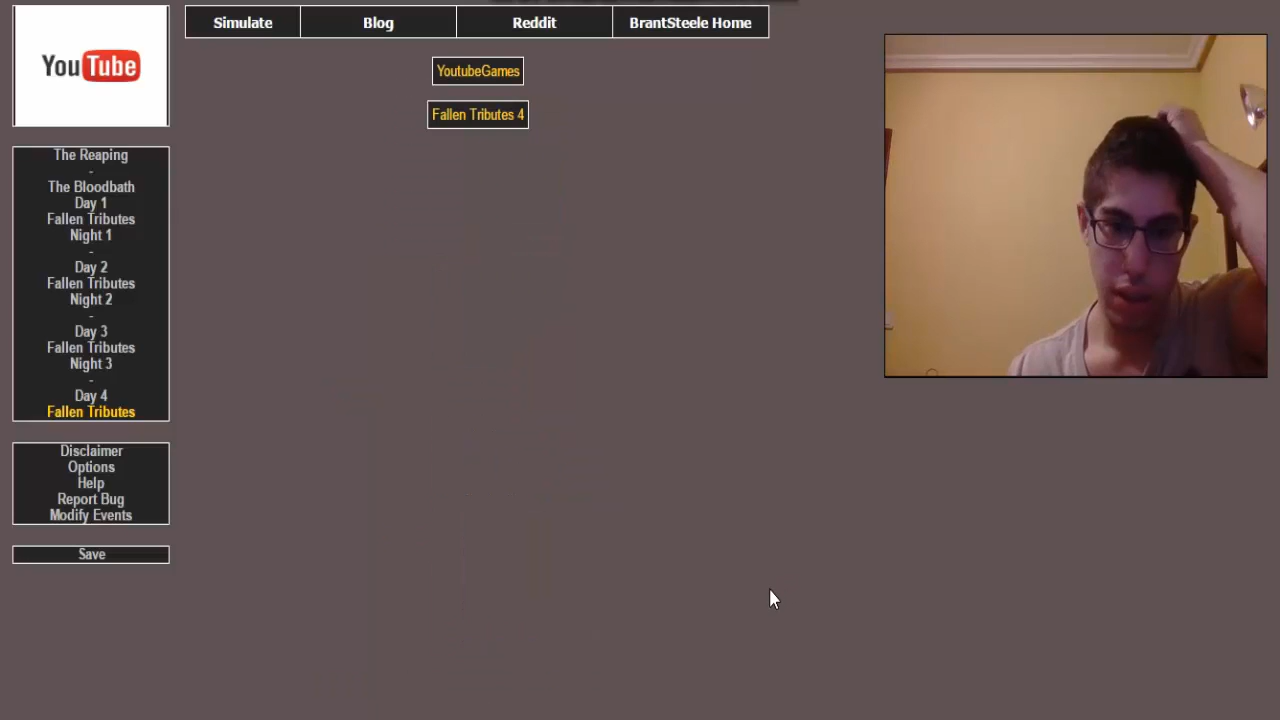 Simulate
Blog
Reddit
BrantSteele Home
YouTube
YoutubeGames
Fallen Tributes 4
The Reaping
-
The Bloodbath
Day 1
Fallen Tributes
Night 1
-
Day 2
Fallen Tributes
Night 2
-
Day 3
Fallen Tributes
Night 3
-
Day 4
Fallen Tributes
Disclaimer
Options
Help
Report Bug
Modify Events
Save